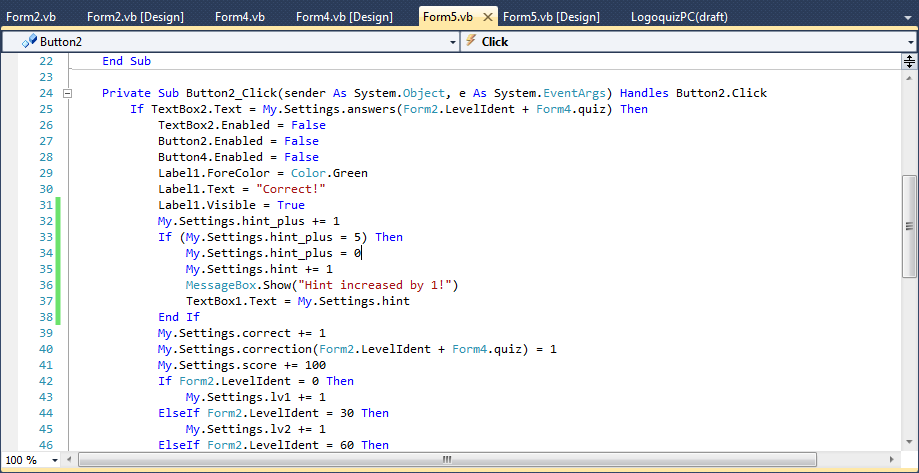 Form2.vb Form2.vb [Design] Form4.vb Form4.vb [Design] Form5.vb Form5.vb [Design] LogoquizPC(draft)
Button2 Click
22 End Sub
23
24 Private Sub Button2_Click(sender As System.Object, e As System.EventArgs) Handles Button2.Click
25 If TextBox2.Text = My.Settings.answers(Form2.LevelIdent + Form4.quiz) Then
26 TextBox2.Enabled = False
27 Button2.Enabled = False
28 Button4.Enabled = False
29 Label1.ForeColor = Color.Green
30 Label1.Text = "Correct!"
31 Label1.Visible = True
32 My.Settings.hint_plus += 1
33 If (My.Settings.hint_plus = 5) Then
34 My.Settings.hint_plus = 0
35 My.Settings.hint += 1
36 MessageBox.Show("Hint increased by 1!")
37 TextBox1.Text = My.Settings.hint
38 End If
39 My.Settings.correct += 1
40 My.Settings.correction(Form2.LevelIdent + Form4.quiz) = 1
41 My.Settings.score += 100
42 If Form2.LevelIdent = 0 Then
43 My.Settings.lv1 += 1
44 ElseIf Form2.LevelIdent = 30 Then
45 My.Settings.lv2 += 1
46 ElseIf Form2.LevelIdent = 60 Then
100 %